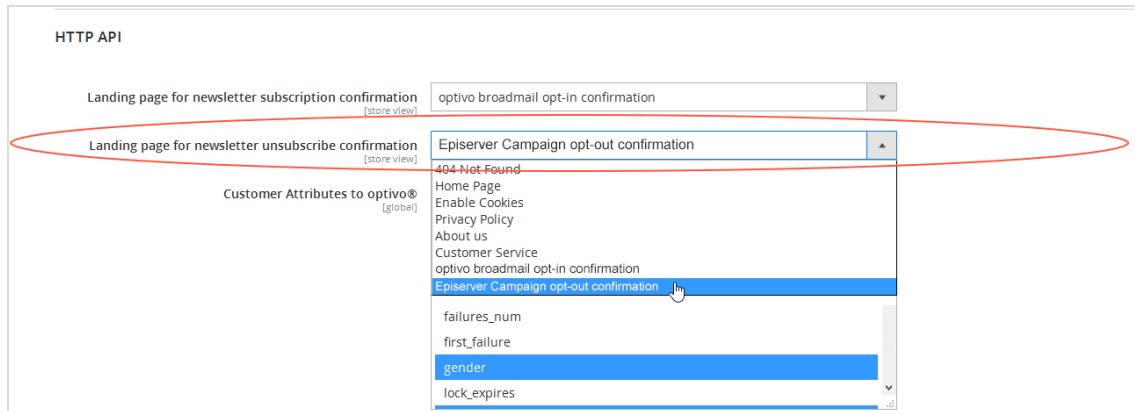 HTTP API
Landing page for newsletter subscription confirmation
[store view]
optivo broadmail opt-in confirmation
Landing page for newsletter unsubscribe confirmation
[store view]
Episerver Campaign opt-out confirmation
404 Not Found
Home Page
Enable Cookies
Privacy Policy
About us
Customer Service
optivo broadmail opt-in confirmation
Episerver Campaign opt-out confirmation
Customer Attributes to optivo®
[global]
failures_num
first_failure
gender
lock_expires